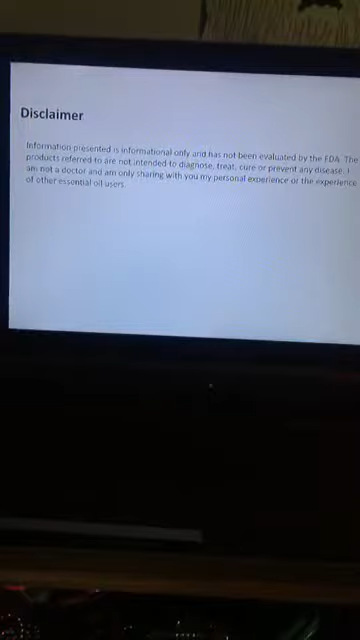 Disclaimer
Information presented is informational only and has not been evaluated by the FDA. The
products referred to are not intended to diagnose, treat, cure or prevent any disease. I
am not a doctor and am only sharing with you my personal experience or the experience
of other essential oil users.